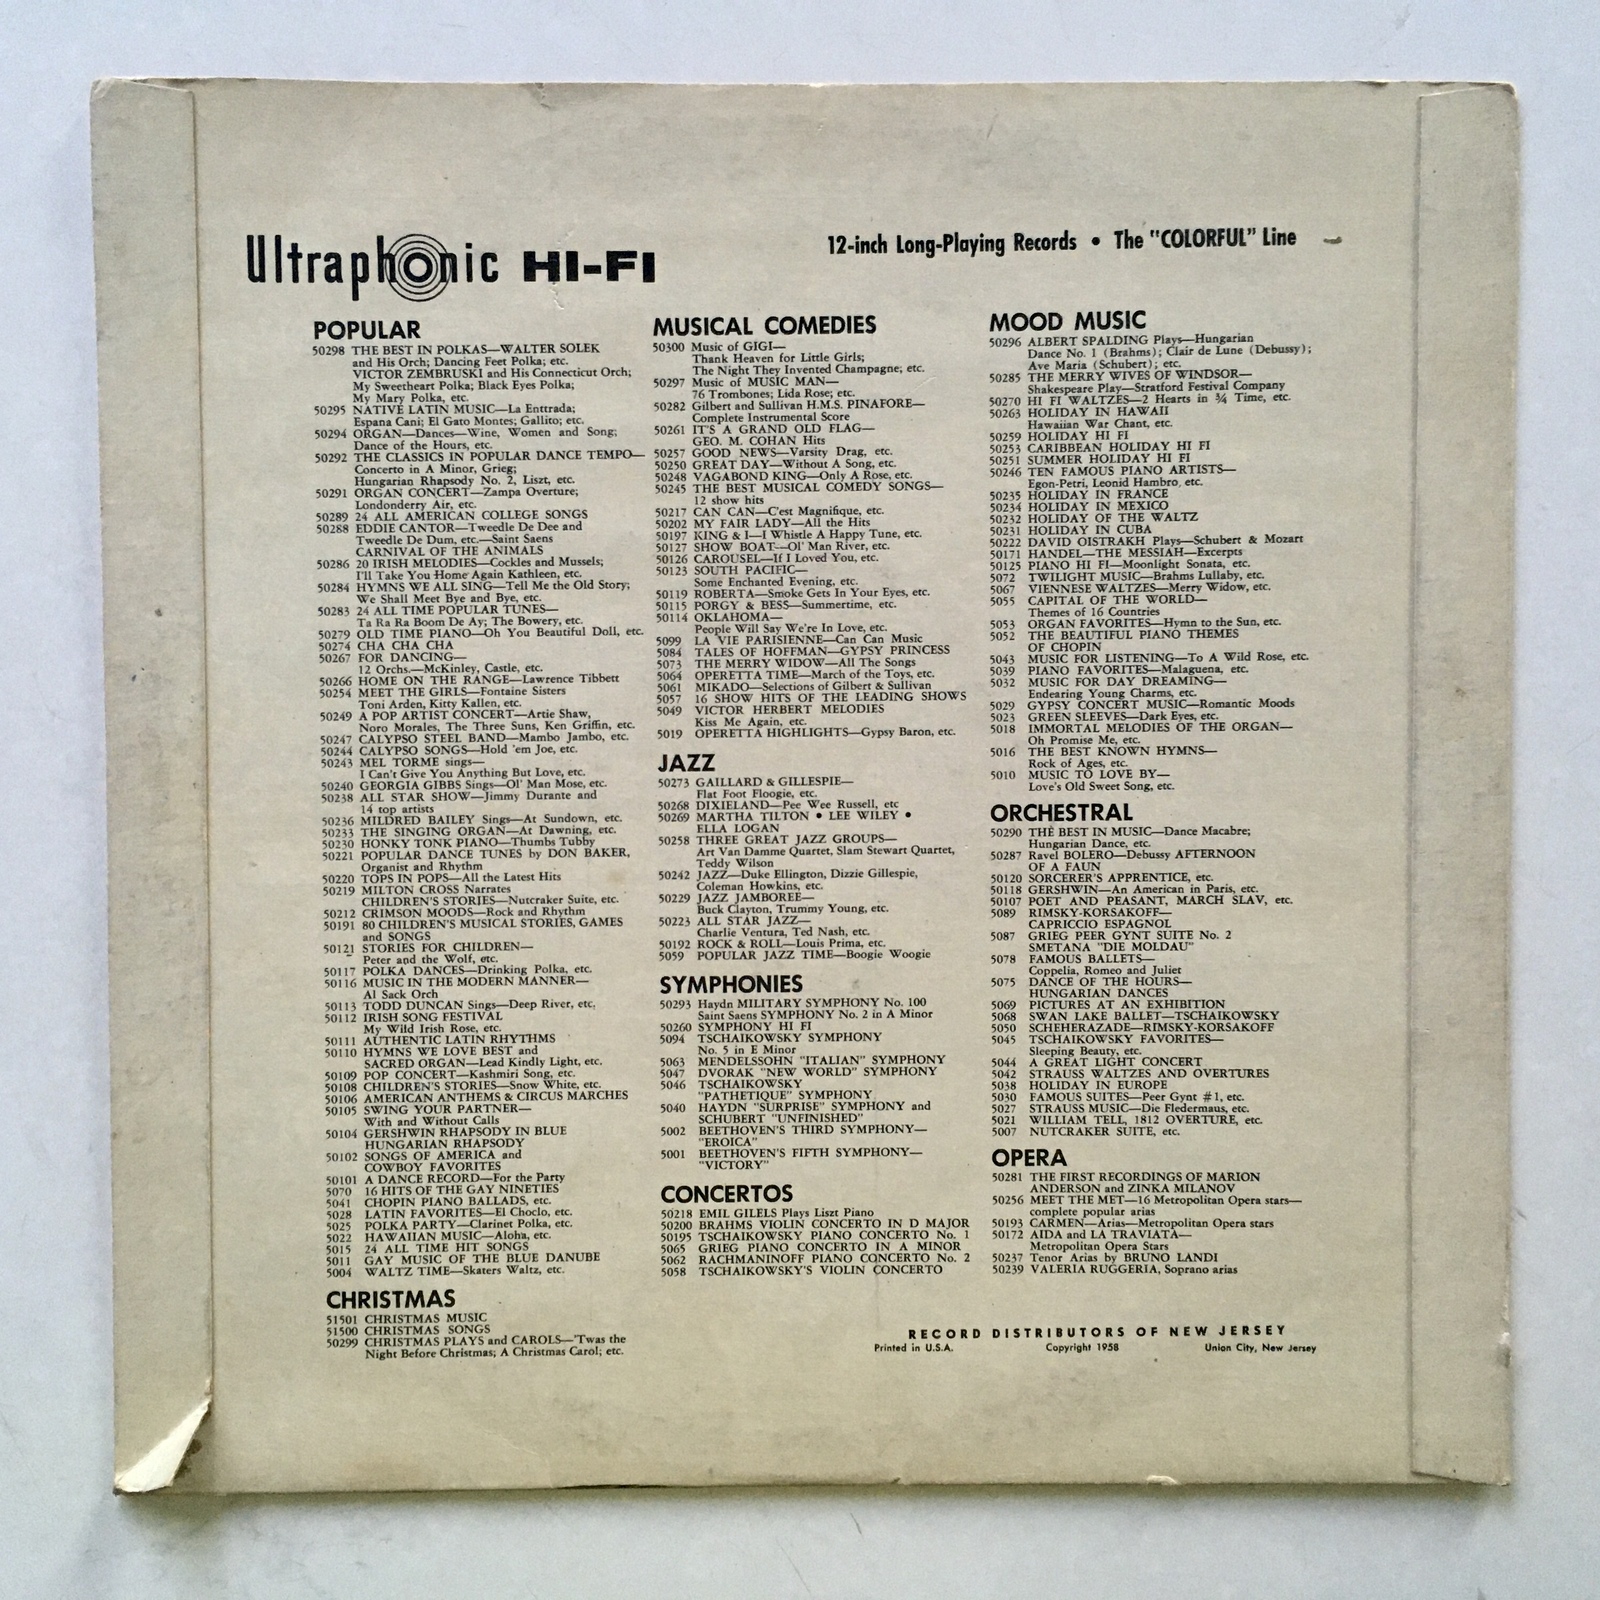 Ultraphonic HI-FI
12-inch Long-Playing Records • The "COLORFUL" Line
POPULAR
50298 THE BEST IN POLKAS—WALTER SOLEK
and His Orch; Dancing Feet Polka; etc.
VICTOR ZEMBRUSKI and His Connecticut Orch;
My Sweetheart Polka; Black Eyes Polka;
My Mary Polka, etc.
50295 NATIVE LATIN MUSIC—La Enttrada;
Espana Cani; El Gato Montes; Gallito; etc.
50294 ORGAN—Dances—Wine, Women and Song;
Dance of the Hours, etc.
50292 THE CLASSICS IN POPULAR DANCE TEMPO—
Concerto in A Minor, Grieg;
Hungarian Rhapsody No. 2, Liszt, etc.
50291 ORGAN CONCERT—Zampa Overture;
Londonderry Air, etc.
50289 24 ALL AMERICAN COLLEGE SONGS
50288 EDDIE CANTOR—Tweedle De Dee and
Tweedle De Dum, etc.—Saint Saens
CARNIVAL OF THE ANIMALS
50286 20 IRISH MELODIES—Cockles and Mussels;
I'll Take You Home Again Kathleen, etc.
50284 HYMNS WE ALL SING—Tell Me the Old Story;
We Shall Meet Bye and Bye, etc.
50283 24 ALL TIME POPULAR TUNES—
Ta Ra Ra Boom De Ay; The Bowery, etc.
50279 OLD TIME PIANO—Oh You Beautiful Doll, etc.
50274 CHA CHA CHA
50267 FOR DANCING—
12 Orchs.—McKinley, Castle, etc.
50266 HOME ON THE RANGE—Lawrence Tibbett
50254 MEET THE GIRLS—Fontaine Sisters
Toni Arden, Kitty Kallen, etc.
50249 A POP ARTIST CONCERT—Artie Shaw,
Noro Morales, The Three Suns, Ken Griffin, etc.
50247 CALYPSO STEEL BAND—Mambo Jambo, etc.
50244 CALYPSO SONGS—Hold 'em Joe, etc.
50243 MEL TORME sings—
I Can't Give You Anything But Love, etc.
50240 GEORGIA GIBBS Sings—Ol' Man Mose, etc.
50238 ALL STAR SHOW—Jimmy Durante and
14 top artists
50236 MILDRED BAILEY Sings—At Sundown, etc.
50233 THE SINGING ORGAN—At Dawning, etc.
50230 HONKY TONK PIANO—Thumbs Tubby
50221 POPULAR DANCE TUNES by DON BAKER,
Organist and Rhythm
50220 TOPS IN POPS—All the Latest Hits
50219 MILTON CROSS Narrates
CHILDREN'S STORIES—Nutcraker Suite, etc.
50212 CRIMSON MOODS—Rock and Rhythm
50191 80 CHILDREN'S MUSICAL STORIES, GAMES
and SONGS
50121 STORIES FOR CHILDREN—
Peter and the Wolf, etc.
50117 POLKA DANCES—Drinking Polka, etc.
50116 MUSIC IN THE MODERN MANNER—
Al Sack Orch
50113 TODD DUNCAN Sings—Deep River, etc.
50112 IRISH SONG FESTIVAL
My Wild Irish Rose, etc.
50111 AUTHENTIC LATIN RHYTHMS
50110 HYMNS WE LOVE BEST and
SACRED ORGAN—Lead Kindly Light, etc.
50109 POP CONCERT—Kashmiri Song, etc.
50108 CHILDREN'S STORIES—Snow White, etc.
50106 AMERICAN ANTHEMS & CIRCUS MARCHES
50105 SWING YOUR PARTNER—
With and Without Calls
50104 GERSHWIN RHAPSODY IN BLUE
HUNGARIAN RHAPSODY
50102 SONGS OF AMERICA and
COWBOY FAVORITES
50101 A DANCE RECORD—For the Party
5070 16 HITS OF THE GAY NINETIES
5041 CHOPIN PIANO BALLADS, etc.
5028 LATIN FAVORITES—El Choclo, etc.
5025 POLKA PARTY—Clarinet Polka, etc.
5022 HAWAIIAN MUSIC—Aloha, etc.
5015 24 ALL TIME HIT SONGS
5011 GAY MUSIC OF THE BLUE DANUBE
5004 WALTZ TIME—Skaters Waltz, etc.
CHRISTMAS
51501 CHRISTMAS MUSIC
51500 CHRISTMAS SONGS
50299 CHRISTMAS PLAYS and CAROLS—'Twas the
Night Before Christmas; A Christmas Carol; etc.
MUSICAL COMEDIES
50300 Music of GIGI—
Thank Heaven for Little Girls;
The Night They Invented Champagne; etc.
50297 Music of MUSIC MAN—
76 Trombones; Lida Rose; etc.
50282 Gilbert and Sullivan H.M.S. PINAFORE—
Complete Instrumental Score
50261 IT'S A GRAND OLD FLAG—
GEO. M. COHAN Hits
50257 GOOD NEWS—Varsity Drag, etc.
50250 GREAT DAY—Without A Song, etc.
50248 VAGABOND KING—Only A Rose, etc.
50245 THE BEST MUSICAL COMEDY SONGS—
12 show hits
50217 CAN CAN—C'est Magnifique, etc.
50202 MY FAIR LADY—All the Hits
50197 KING & I—I Whistle A Happy Tune, etc.
50127 SHOW BOAT—Ol' Man River, etc.
50126 CAROUSEL—If I Loved You, etc.
50123 SOUTH PACIFIC—
Some Enchanted Evening, etc.
50119 ROBERTA—Smoke Gets In Your Eyes, etc.
50115 PORGY & BESS—Summertime, etc.
50114 OKLAHOMA—
People Will Say We're In Love, etc.
5099 LA VIE PARISIENNE—Can Can Music
5084 TALES OF HOFFMAN—GYPSY PRINCESS
5073 THE MERRY WIDOW—All The Songs
5064 OPERETTA TIME—March of the Toys, etc.
5061 MIKADO—Selections of Gilbert & Sullivan
5057 16 SHOW HITS OF THE LEADING SHOWS
5049 VICTOR HERBERT MELODIES
Kiss Me Again, etc.
5019 OPERETTA HIGHLIGHTS—Gypsy Baron, etc.
JAZZ
50273 GAILLARD & GILLESPIE—
Flat Foot Floogie, etc.
50268 DIXIELAND—Pee Wee Russell, etc
50269 MARTHA TILTON • LEE WILEY •
ELLA LOGAN
50258 THREE GREAT JAZZ GROUPS—
Art Van Damme Quartet, Slam Stewart Quartet,
Teddy Wilson
50242 JAZZ—Duke Ellington, Dizzie Gillespie,
Coleman Howkins, etc.
50229 JAZZ JAMBOREE—
Buck Clayton, Trummy Young, etc.
50223 ALL STAR JAZZ—
Charlie Ventura, Ted Nash, etc.
50192 ROCK & ROLL—Louis Prima, etc.
5059 POPULAR JAZZ TIME—Boogie Woogie
SYMPHONIES
50293 Haydn MILITARY SYMPHONY No. 100
Saint Saens SYMPHONY No. 2 in A Minor
50260 SYMPHONY HI FI
5094 TSCHAIKOWSKY SYMPHONY
No. 5 in E Minor
5063 MENDELSSOHN "ITALIAN" SYMPHONY
5047 DVORAK "NEW WORLD" SYMPHONY
5046 TSCHAIKOWSKY
"PATHETIQUE" SYMPHONY
5040 HAYDN "SURPRISE" SYMPHONY and
SCHUBERT "UNFINISHED"
5002 BEETHOVEN'S THIRD SYMPHONY—
"EROICA"
5001 BEETHOVEN'S FIFTH SYMPHONY—
"VICTORY"
CONCERTOS
50218 EMIL GILELS Plays Liszt Piano
50200 BRAHMS VIOLIN CONCERTO IN D MAJOR
50195 TSCHAIKOWSKY PIANO CONCERTO No. 1
5065 GRIEG PIANO CONCERTO IN A MINOR
5062 RACHMANINOFF PIANO CONCERTO No. 2
5058 TSCHAIKOWSKY'S VIOLIN CONCERTO
MOOD MUSIC
50296 ALBERT SPALDING Plays—Hungarian
Dance No. 1 (Brahms); Clair de Lune (Debussy);
Ave Maria (Schubert); etc.
50285 THE MERRY WIVES OF WINDSOR—
Shakespeare Play—Stratford Festival Company
50270 HI FI WALTZES—2 Hearts in ¾ Time, etc.
50263 HOLIDAY IN HAWAII
Hawaiian War Chant, etc.
50259 HOLIDAY HI FI
50253 CARIBBEAN HOLIDAY HI FI
50251 SUMMER HOLIDAY HI FI
50246 TEN FAMOUS PIANO ARTISTS—
Egon-Petri, Leonid Hambro, etc.
50235 HOLIDAY IN FRANCE
50234 HOLIDAY IN MEXICO
50232 HOLIDAY OF THE WALTZ
50231 HOLIDAY IN CUBA
50222 DAVID OISTRAKH Plays—Schubert & Mozart
50171 HANDEL—THE MESSIAH—Excerpts
50125 PIANO HI FI—Moonlight Sonata, etc.
5072 TWILIGHT MUSIC—Brahms Lullaby, etc.
5067 VIENNESE WALTZES—Merry Widow, etc.
5055 CAPITAL OF THE WORLD—
Themes of 16 Countries
5053 ORGAN FAVORITES—Hymn to the Sun, etc.
5052 THE BEAUTIFUL PIANO THEMES
OF CHOPIN
5043 MUSIC FOR LISTENING—To A Wild Rose, etc.
5039 PIANO FAVORITES—Malaguena, etc.
5032 MUSIC FOR DAY DREAMING—
Endearing Young Charms, etc.
5029 GYPSY CONCERT MUSIC—Romantic Moods
5023 GREEN SLEEVES—Dark Eyes, etc.
5018 IMMORTAL MELODIES OF THE ORGAN—
Oh Promise Me, etc.
5016 THE BEST KNOWN HYMNS—
Rock of Ages, etc.
5010 MUSIC TO LOVE BY—
Love's Old Sweet Song, etc.
ORCHESTRAL
50290 THE BEST IN MUSIC—Dance Macabre;
Hungarian Dance, etc.
50287 Ravel BOLERO—Debussy AFTERNOON
OF A FAUN
50120 SORCERER'S APPRENTICE, etc.
50118 GERSHWIN—An American in Paris, etc.
50107 POET AND PEASANT, MARCH SLAV, etc.
5089 RIMSKY-KORSAKOFF—
CAPRICCIO ESPAGNOL
5087 GRIEG PEER GYNT SUITE No. 2
SMETANA "DIE MOLDAU"
5078 FAMOUS BALLETS—
Coppelia, Romeo and Juliet
5075 DANCE OF THE HOURS—
HUNGARIAN DANCES
5069 PICTURES AT AN EXHIBITION
5068 SWAN LAKE BALLET—TSCHAIKOWSKY
5050 SCHEHERAZADE—RIMSKY-KORSAKOFF
5045 TSCHAIKOWSKY FAVORITES—
Sleeping Beauty, etc.
5044 A GREAT LIGHT CONCERT
5042 STRAUSS WALTZES AND OVERTURES
5038 HOLIDAY IN EUROPE
5030 FAMOUS SUITES—Peer Gynt #1, etc.
5027 STRAUSS MUSIC—Die Fledermaus, etc.
5021 WILLIAM TELL, 1812 OVERTURE, etc.
5007 NUTCRAKER SUITE, etc.
OPERA
50281 THE FIRST RECORDINGS OF MARION
ANDERSON and ZINKA MILANOV
50256 MEET THE MET—16 Metropolitan Opera stars—
complete popular arias
50193 CARMEN—Arias—Metropolitan Opera stars
50172 AIDA and LA TRAVIATA—
Metropolitan Opera Stars
50237 Tenor Arias by BRUNO LANDI
50239 VALERIA RUGGERIA, Soprano arias
RECORD DISTRIBUTORS OF NEW JERSEY
Printed in U.S.A. Copyright 1958 Union City, New Jersey